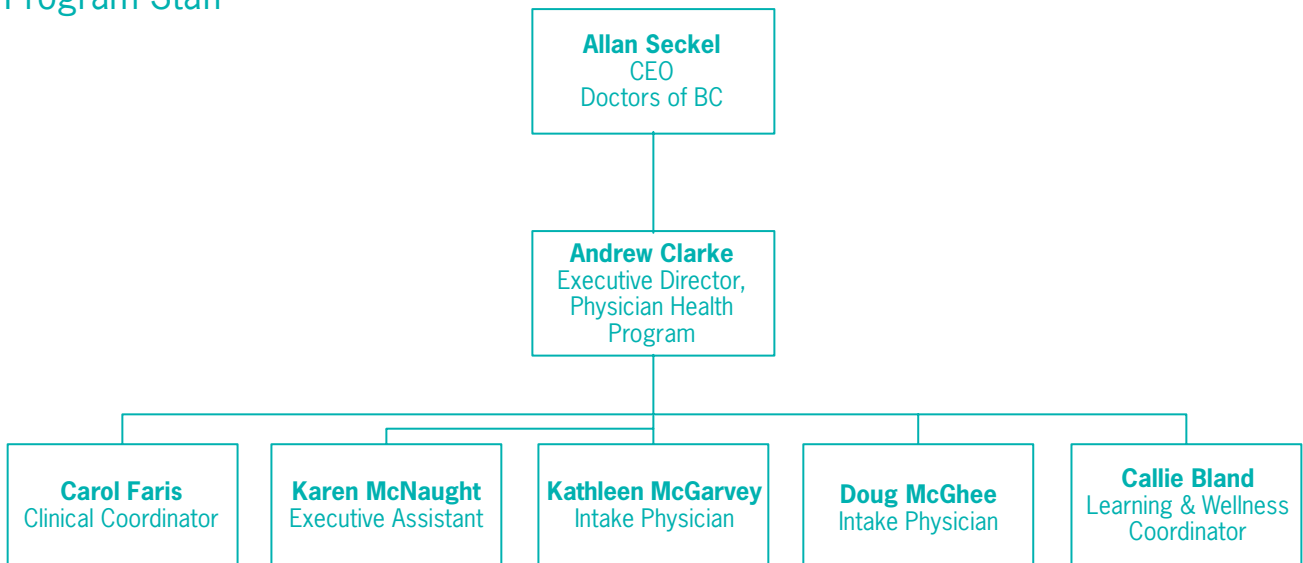 Program Staff
Allan Seckel
CEO
Doctors of BC
Andrew Clarke
Executive Director,
Physician Health
Program
Carol Faris
Clinical Coordinator
Karen McNaught
Executive Assistant
Kathleen McGarvey
Intake Physician
Doug McGhee
Intake Physician
Callie Bland
Learning & Wellness
Coordinator